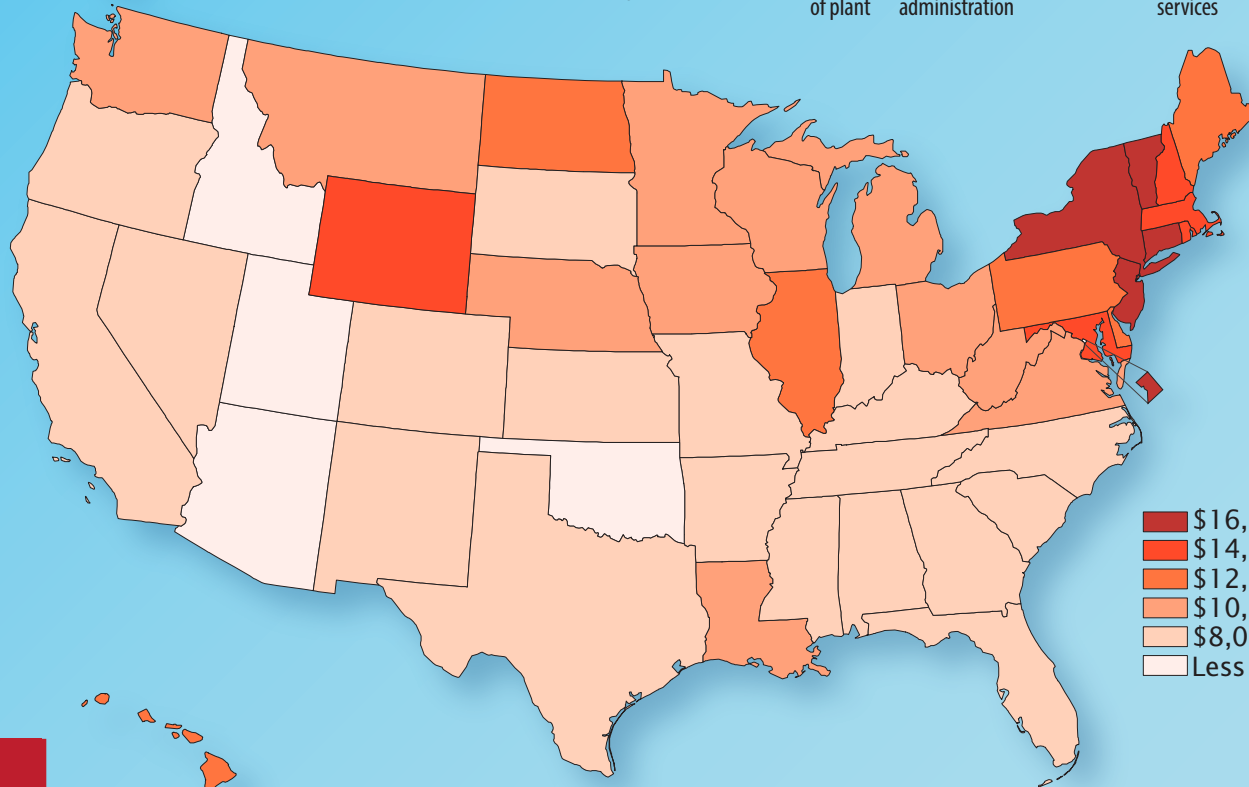 of plant administration services
$16,
$14,
$12,
$10,
$8,0
Less